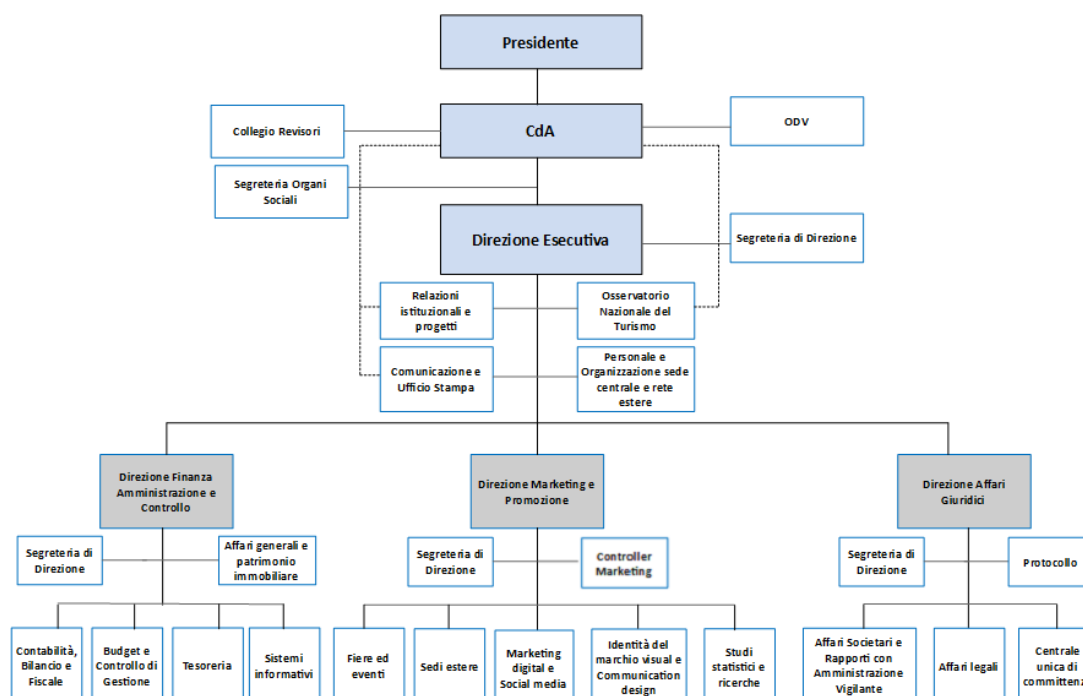 Presidente
Collegio Revisori
CdA
ODV
Segreteria Organi
Sociali
Direzione Esecutiva
Segreteria di Direzione
Relazioni
istituzionali e
progetti
Osservatorio
Nazionale del
Turismo
Comunicazione e
Ufficio Stampa
Personale e
Organizzazione sede
centrale e rete
estere
Direzione Finanza
Amministrazione e
Controllo
Direzione Marketing e
Promozione
Direzione Affari
Giuridici
Segreteria di
Direzione
Affari generali e
patrimonio
immobiliare
Segreteria di
Direzione
Controller
Marketing
Segreteria di
Direzione
Protocollo
Contabilità,
Bilancio e
Fiscale
Budget e
Controllo di
Gestione
Tesoreria
Sistemi
informativi
Fiere ed
eventi
Sedi estere
Marketing
digital e
Social media
Identità del
marchio visual e
Communication
design
Studi
statistici e
ricerche
Affari Societari e
Rapporti con
Amministrazione
Vigilante
Affari legali
Centrale
unica di
committenz